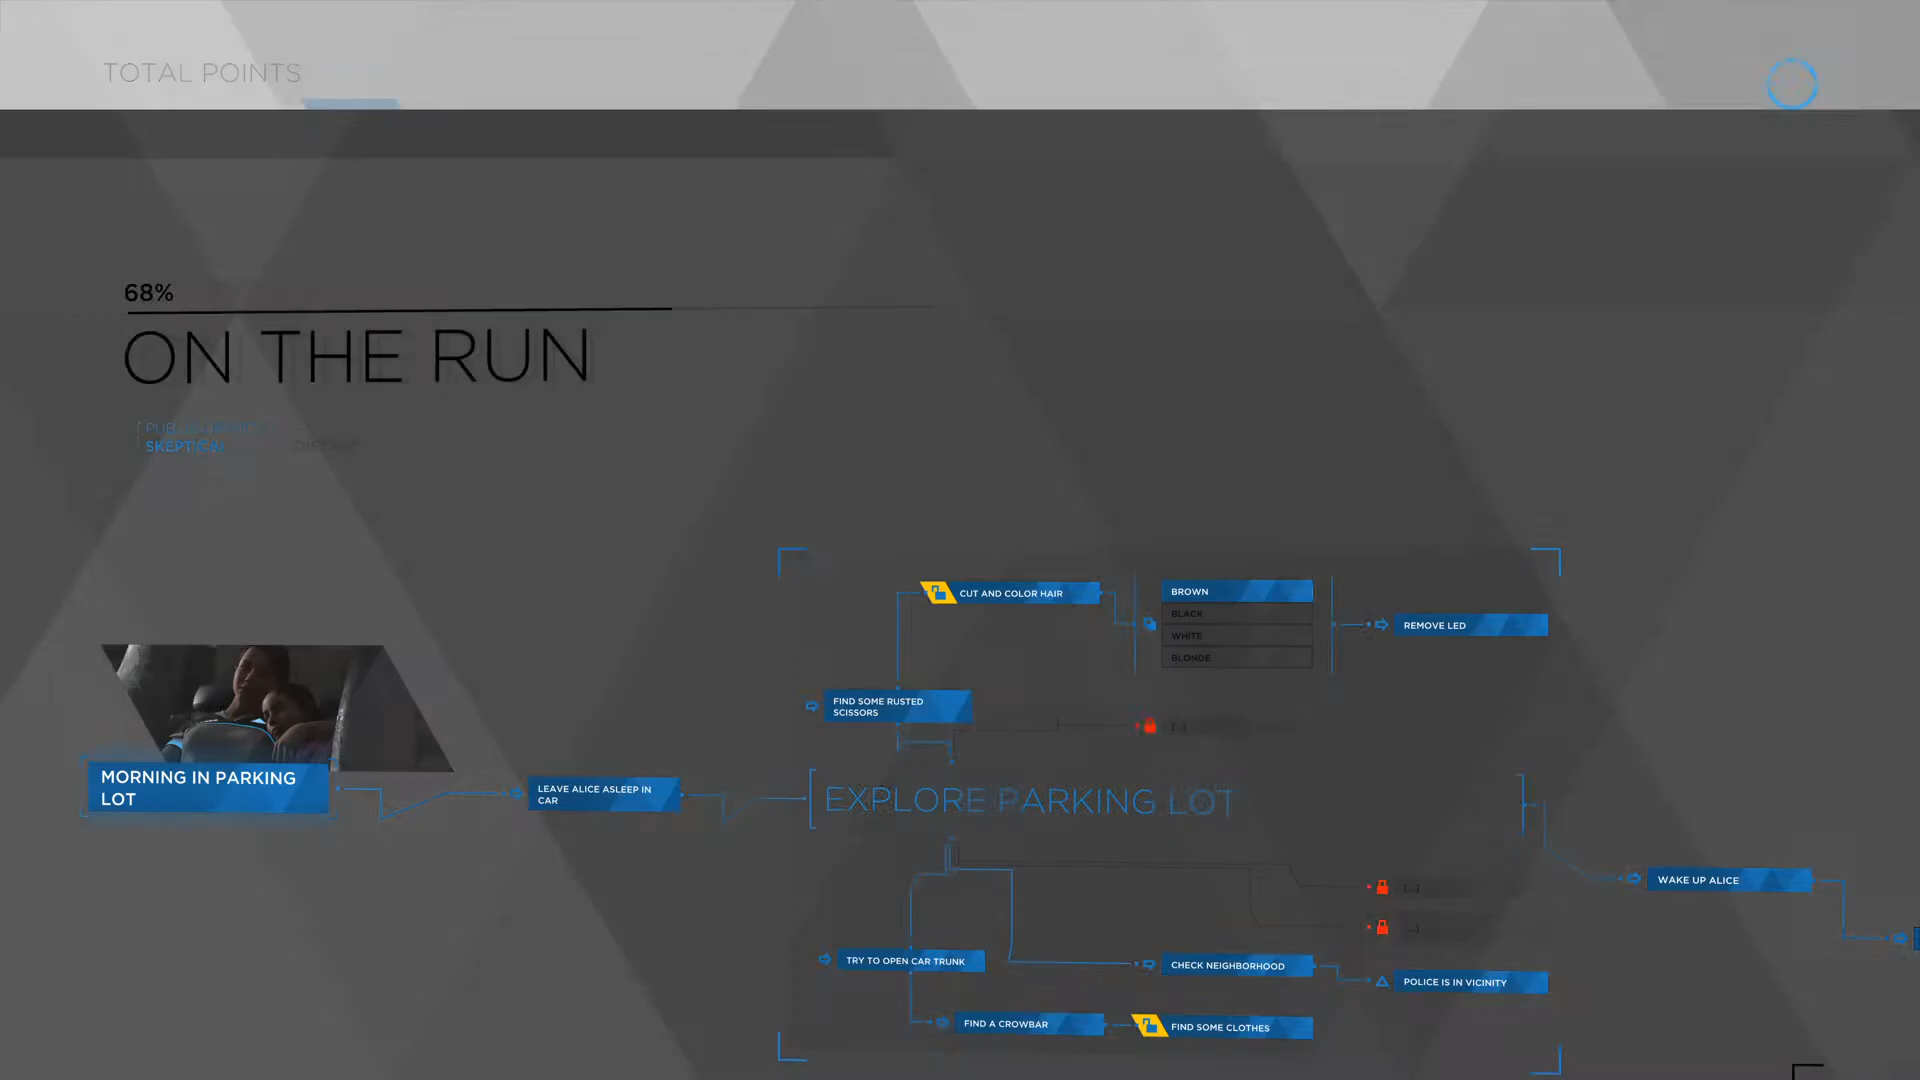 TOTAL POINTS
68%
ON THE RUN
CUT AND COLOR HAIR
BROWN
BLACK
WHITE
BLONDE
REMOVE LED
FIND SOME RUSTED
SCISSORS
[...]
MORNING IN PARKING
LOT
LEAVE ALICE ASLEEP IN
CAR
EXPLORE PARKING LOT
[...]
[...]
WAKE UP ALICE
TRY TO OPEN CAR TRUNK
CHECK NEIGHBORHOOD
POLICE IS IN VICINITY
FIND A CROWBAR
FIND SOME CLOTHES